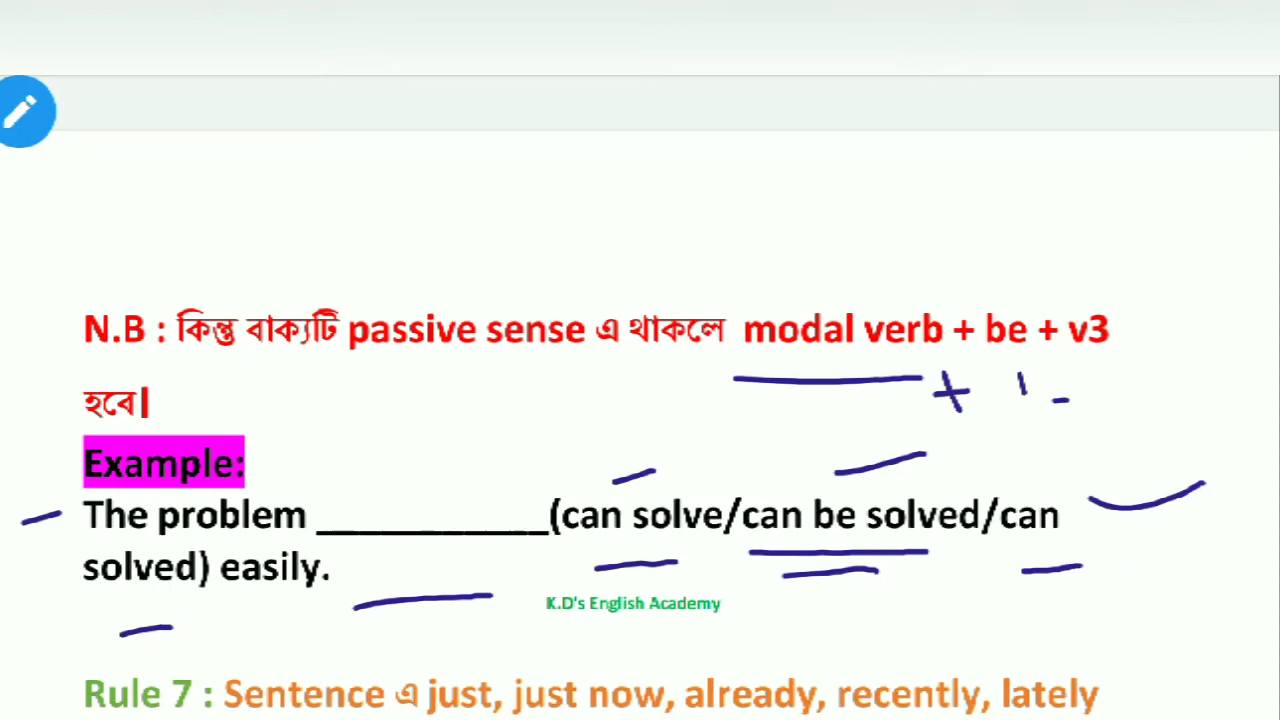 N.B : কিন্তু বাক্যটি passive sense এ থাকলে modal verb + be + v3
হবে।
Example:
The problem ___________(can solve/can be solved/can
solved) easily.
K.D's English Academy
Rule 7 : Sentence এ just, just now, already, recently, lately